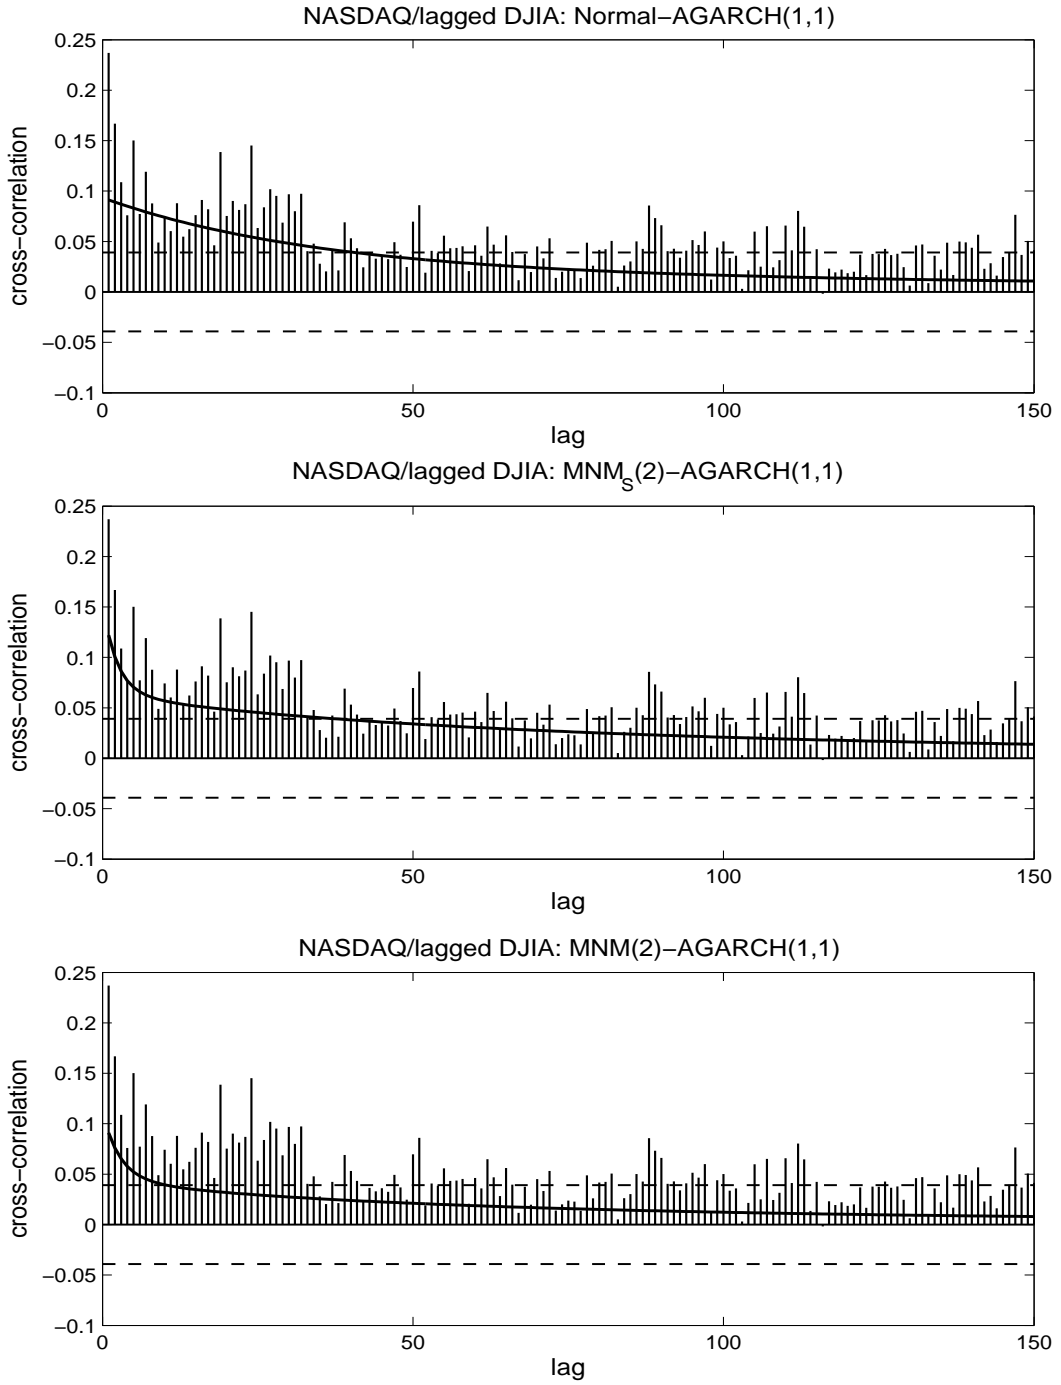 NASDAQ/lagged DJIA: Normal−AGARCH(1,1)
0.25
0.2
0.15
0.1
0.05
0
−0.05
−0.1
cross−correlation
0 50 100 150
lag
NASDAQ/lagged DJIA: MNM_S(2)−AGARCH(1,1)
0.25
0.2
0.15
0.1
0.05
0
−0.05
−0.1
cross−correlation
0 50 100 150
lag
NASDAQ/lagged DJIA: MNM(2)−AGARCH(1,1)
0.25
0.2
0.15
0.1
0.05
0
−0.05
−0.1
cross−correlation
0 50 100 150
lag